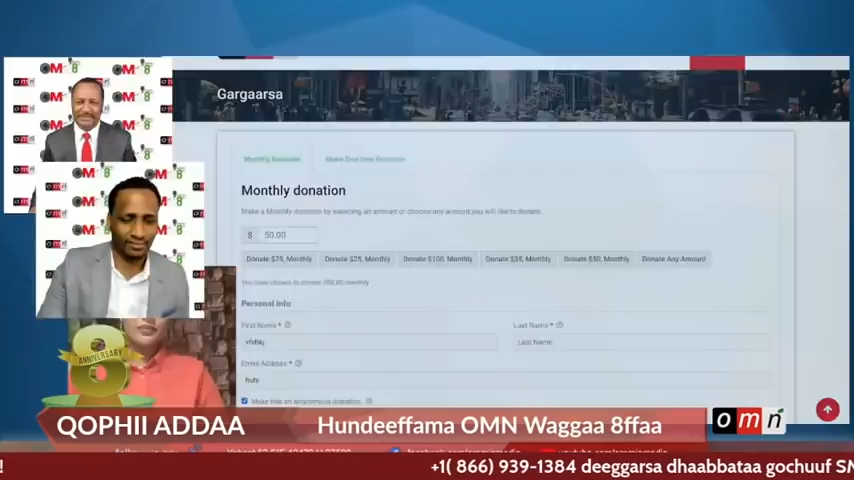 Gargaarsa
Monthly Donation
Make One-time Donation
Monthly donation
Make a Monthly donation by selecting an amount or choose any amount you will like to donate.
$ 50.00
Donate $75, Monthly
Donate $25, Monthly
Donate $100, Monthly
Donate $35, Monthly
Donate $50, Monthly
Donate Any Amount
You have chosen to donate $50.00 monthly
Personal Info
First Name *
Last Name *
Last Name
Email Address *
huhi
Make this an anonymous donation.
8
ANNIVERSARY
QOPHII ADDAA
Hundeeffama OMN Waggaa 8ffaa
omn
!
+1( 866) 939-1384 deeggarsa dhaabbataa gochuuf SM